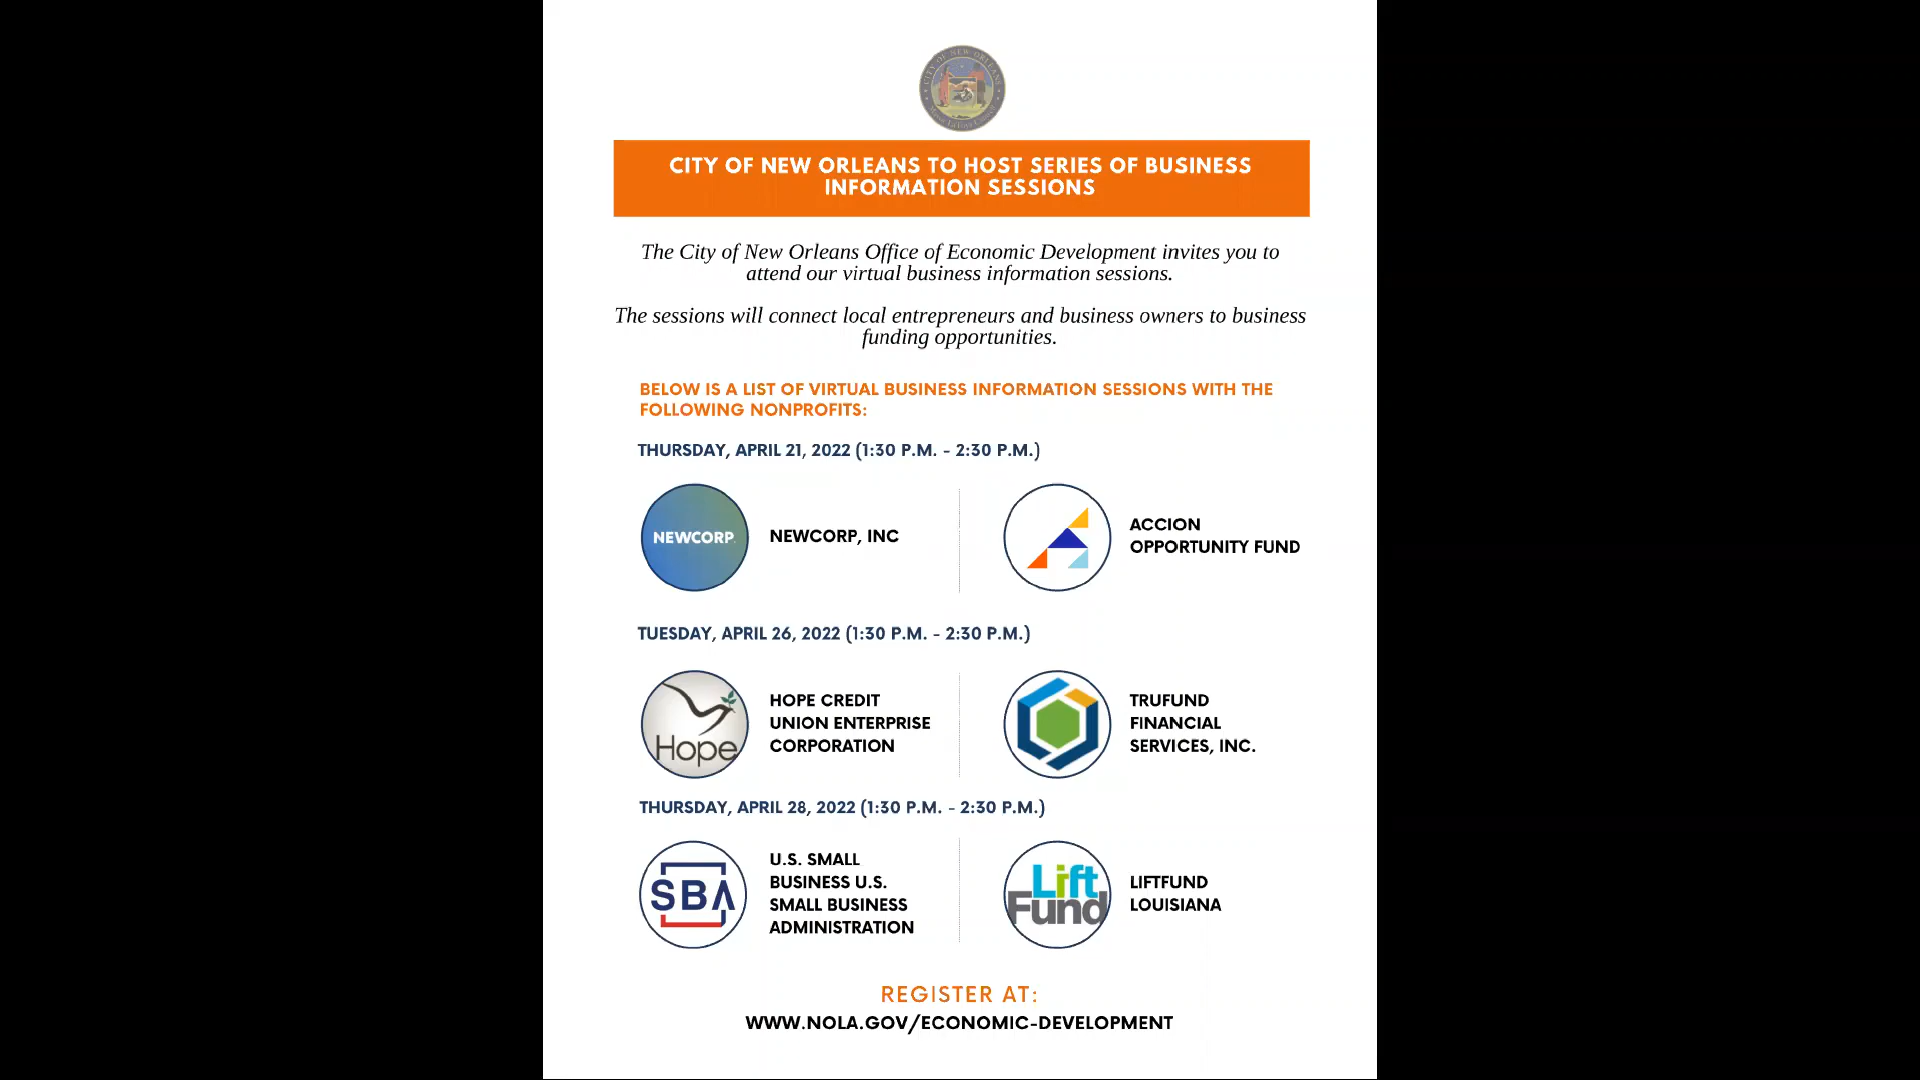 CITY OF NEW ORLEANS
CITY OF NEW ORLEANS TO HOST SERIES OF BUSINESS
INFORMATION SESSIONS
The City of New Orleans Office of Economic Development invites you to
attend our virtual business information sessions.
The sessions will connect local entrepreneurs and business owners to business
funding opportunities.
BELOW IS A LIST OF VIRTUAL BUSINESS INFORMATION SESSIONS WITH THE
FOLLOWING NONPROFITS:
THURSDAY, APRIL 21, 2022 (1:30 P.M. - 2:30 P.M.)
NEWCORP
NEWCORP, INC
ACCION
OPPORTUNITY FUND
TUESDAY, APRIL 26, 2022 (1:30 P.M. - 2:30 P.M.)
Hope
HOPE CREDIT
UNION ENTERPRISE
CORPORATION
TRUFUND
FINANCIAL
SERVICES, INC.
THURSDAY, APRIL 28, 2022 (1:30 P.M. - 2:30 P.M.)
SBA
U.S. SMALL
BUSINESS U.S.
SMALL BUSINESS
ADMINISTRATION
Lift
Fund
LIFTFUND
LOUISIANA
REGISTER AT:
WWW.NOLA.GOV/ECONOMIC-DEVELOPMENT